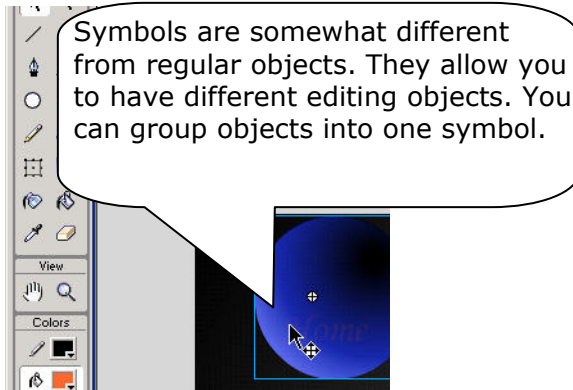 Symbols are somewhat different
from regular objects. They allow you
to have different editing objects. You
can group objects into one symbol.
View
Colors
Home